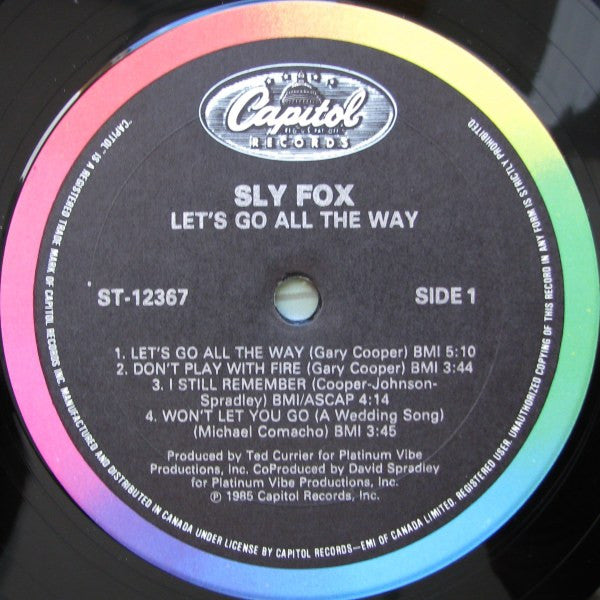 Capitol
RECORDS
SLY FOX
LET'S GO ALL THE WAY
ST-12367
SIDE 1
1. LET'S GO ALL THE WAY (Gary Cooper) BMI 5:10
2. DON'T PLAY WITH FIRE (Gary Cooper) BMI 3:44
3. I STILL REMEMBER (Cooper-Johnson-
Spradley) BMI/ASCAP 4:14
4. WON'T LET YOU GO (A Wedding Song)
(Michael Comacho) BMI 3:45
Produced by Ted Currier for Platinum Vibe
Productions, Inc. CoProduced by David Spradley
for Platinum Vibe Productions, Inc.
℗ 1985 Capitol Records, Inc.
"CAPITOL" IS A REGISTERED TRADE MARK OF CAPITOL RECORDS INC. MANUFACTURED AND DISTRIBUTED IN CANADA UNDER LICENSE BY CAPITOL RECORDS—EMI OF CANADA LIMITED. REGISTERED USER. UNAUTHORIZED COPYING OF THIS RECORD IN ANY FORM IS STRICTLY PROHIBITED.